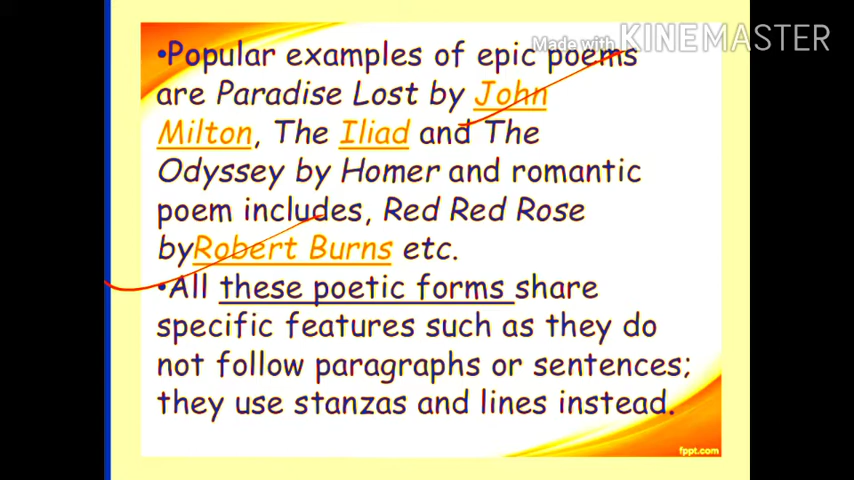 Made with KINEMASTER
•Popular examples of epic poems
are Paradise Lost by John
Milton, The Iliad and The
Odyssey by Homer and romantic
poem includes, Red Red Rose
byRobert Burns etc.
•All these poetic forms share
specific features such as they do
not follow paragraphs or sentences;
they use stanzas and lines instead.
fppt.com